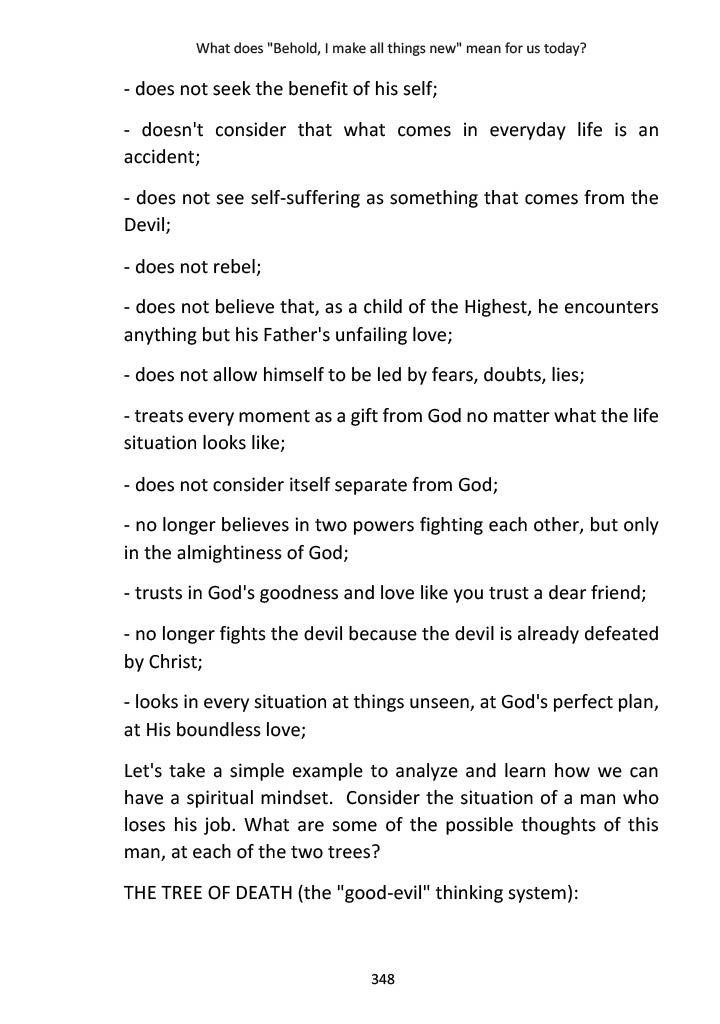 What does "Behold, I make all things new" mean for us today?
- does not seek the benefit of his self;
- doesn't consider that what comes in everyday life is an
accident;
- does not see self-suffering as something that comes from the
Devil;
- does not rebel;
- does not believe that, as a child of the Highest, he encounters
anything but his Father's unfailing love;
- does not allow himself to be led by fears, doubts, lies;
- treats every moment as a gift from God no matter what the life
situation looks like;
- does not consider itself separate from God;
- no longer believes in two powers fighting each other, but only
in the almightiness of God;
- trusts in God's goodness and love like you trust a dear friend;
- no longer fights the devil because the devil is already defeated
by Christ;
- looks in every situation at things unseen, at God's perfect plan,
at His boundless love;
Let's take a simple example to analyze and learn how we can
have a spiritual mindset.  Consider the situation of a man who
loses his job. What are some of the possible thoughts of this
man, at each of the two trees?
THE TREE OF DEATH (the "good-evil" thinking system):
348